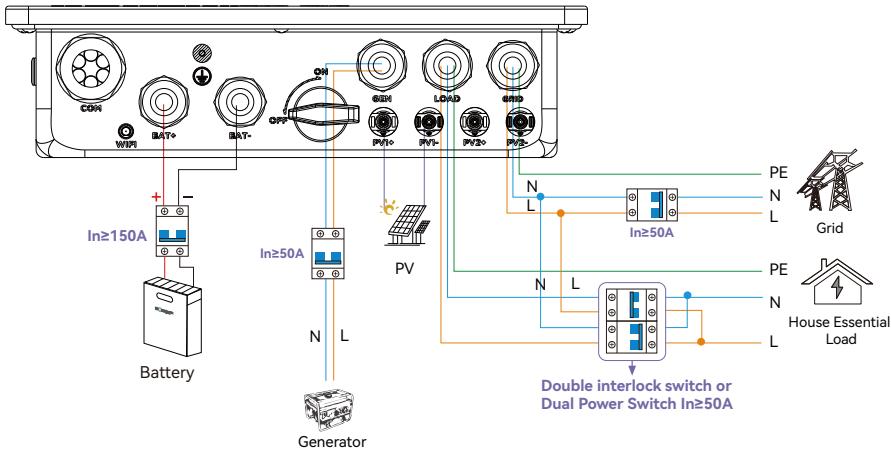 ON
OFF
COM
WIFI
BAT+
BAT-
GEN
LOAD
GRID
PV1+
PV1-
PV2+
PV2-
+
−
In≥150A
Battery
In≥50A
N
L
Generator
PV
N
L
PE
N
L
In≥50A
Grid
N
L
PE
N
L
House Essential
Load
Double interlock switch or
Dual Power Switch In≥50A